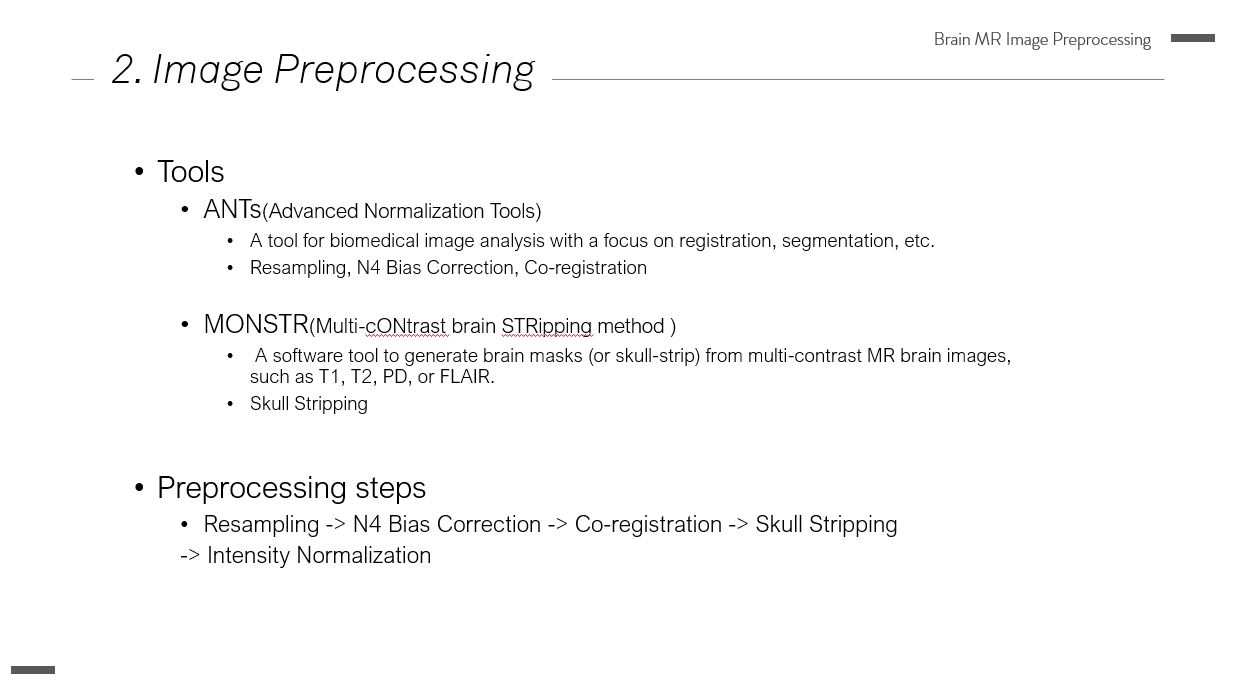 Brain MR Image Preprocessing
2. Image Preprocessing
• Tools
• ANTs(Advanced Normalization Tools)
• A tool for biomedical image analysis with a focus on registration, segmentation, etc.
• Resampling, N4 Bias Correction, Co-registration
• MONSTR(Multi-cONtrast brain STRipping method )
• A software tool to generate brain masks (or skull-strip) from multi-contrast MR brain images,
such as T1, T2, PD, or FLAIR.
• Skull Stripping
• Preprocessing steps
• Resampling -> N4 Bias Correction -> Co-registration -> Skull Stripping
-> Intensity Normalization